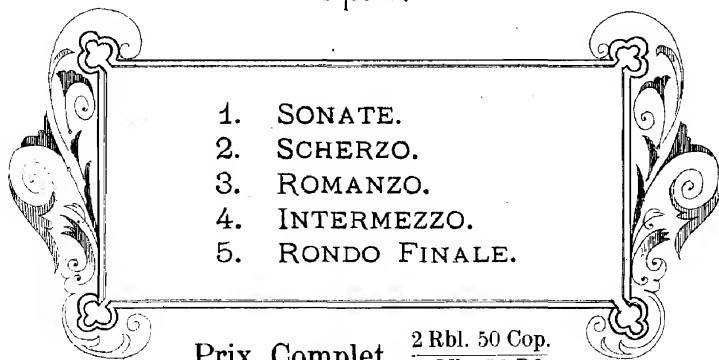 1. SONATE.
2. SCHERZO.
3. ROMANZO.
4. INTERMEZZO.
5. RONDO FINALE.
Prix Complet 2 Rbl. 50 Cop.